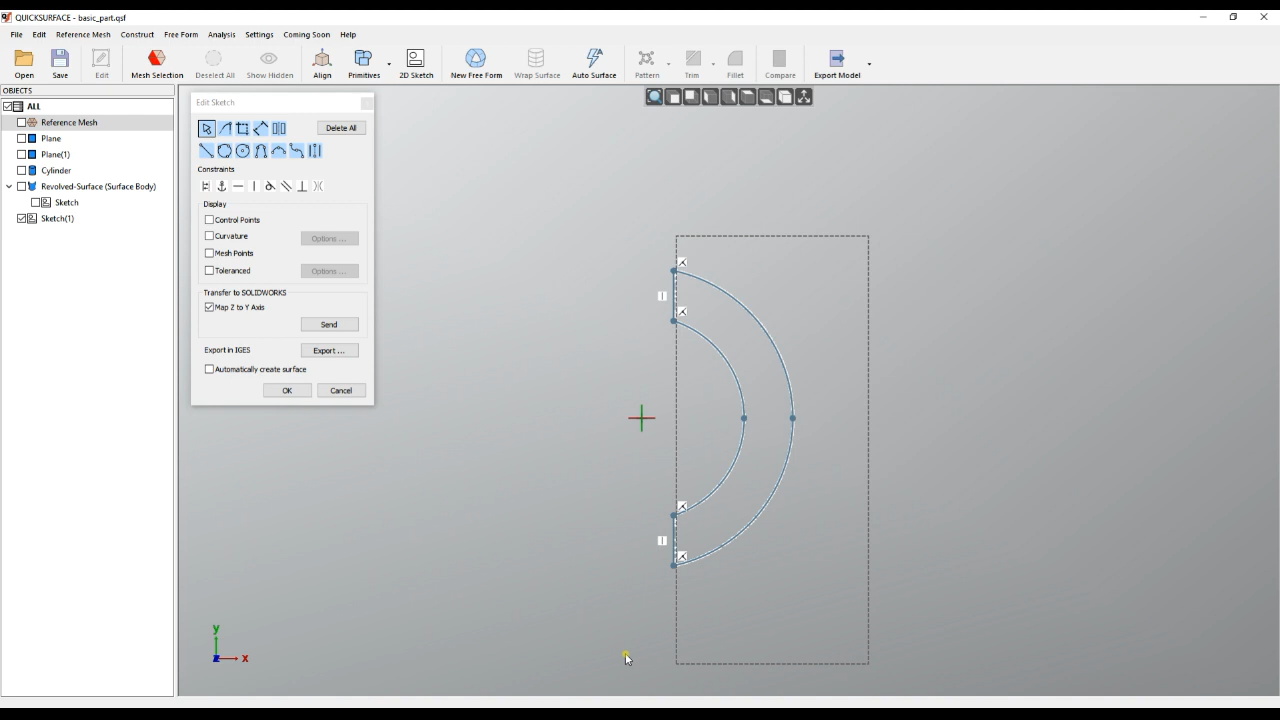 QUICKSURFACE - basic_part.qsf
File Edit Reference Mesh Construct Free Form Analysis Settings Coming Soon Help
Open Save Edit Mesh Selection Deselect All Show Hidden Align Primitives 2D Sketch New Free Form Wrap Surface Auto Surface Pattern Trim Fillet Compare Export Model
OBJECTS
ALL
Reference Mesh
Plane
Plane(1)
Cylinder
Revolved-Surface (Surface Body)
Sketch
Sketch(1)
Edit Sketch
Delete All
Constraints
Display
Control Points
Curvature Options ...
Mesh Points
Toleranced Options ...
Transfer to SOLIDWORKS
Map Z to Y Axis
Send
Export in IGES Export ...
Automatically create surface
OK Cancel
y
z x